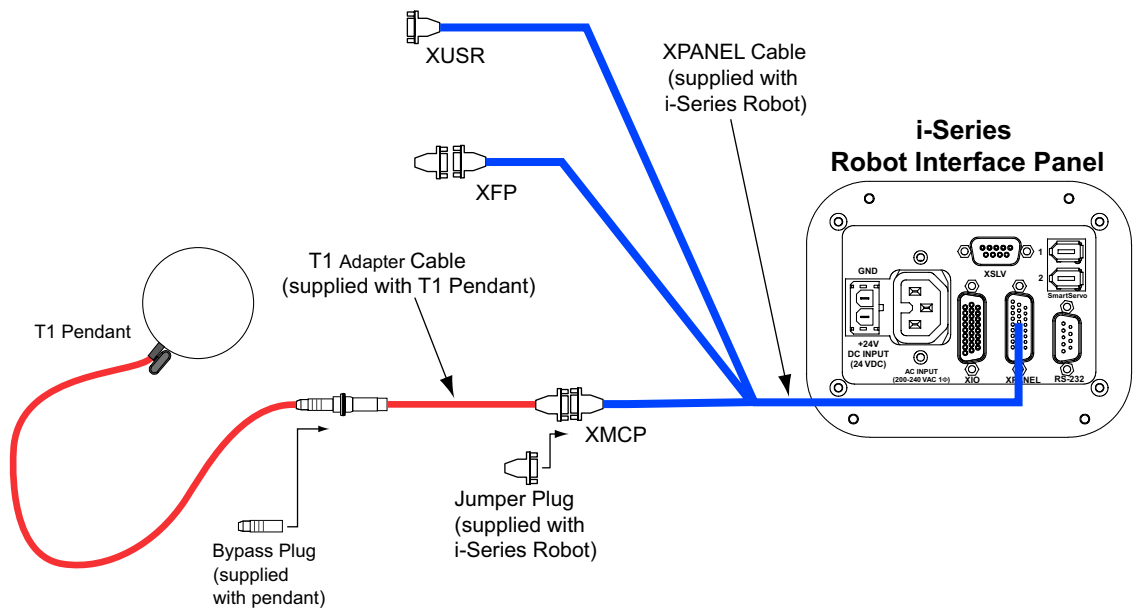 XUSR
XPANEL Cable
(supplied with
i-Series Robot)
i-Series
Robot Interface Panel
XFP
T1 Adapter Cable
(supplied with T1 Pendant)
T1 Pendant
XSLV
1
2
SmartServo
GND
+24V
DC INPUT
(24 VDC)
AC INPUT
(200-240 VAC 1Φ)
XIO
XPANEL
RS-232
XMCP
Jumper Plug
(supplied with
i-Series Robot)
Bypass Plug
(supplied
with pendant)